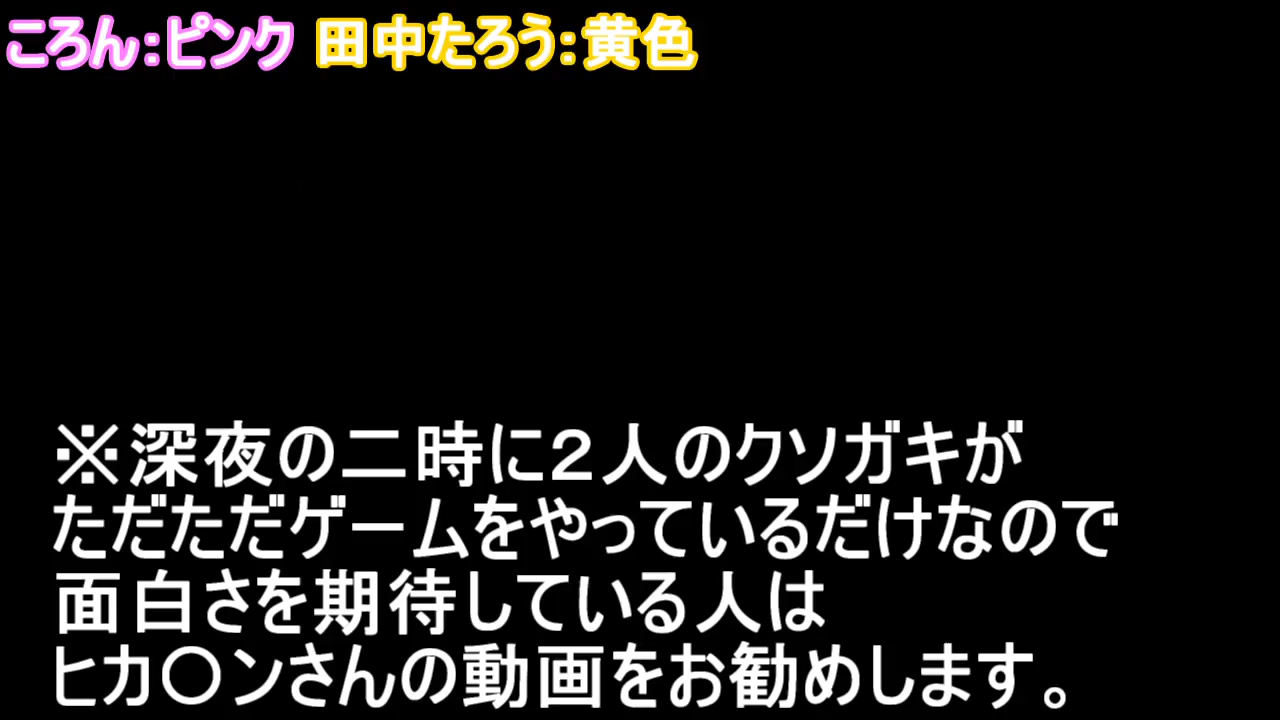 ころん:ピンク 田中たろう:黄色
※深夜の二時に2人のクソガキが
ただただゲームをやっているだけなので
面白さを期待している人は
ヒカ〇ンさんの動画をお勧めします。